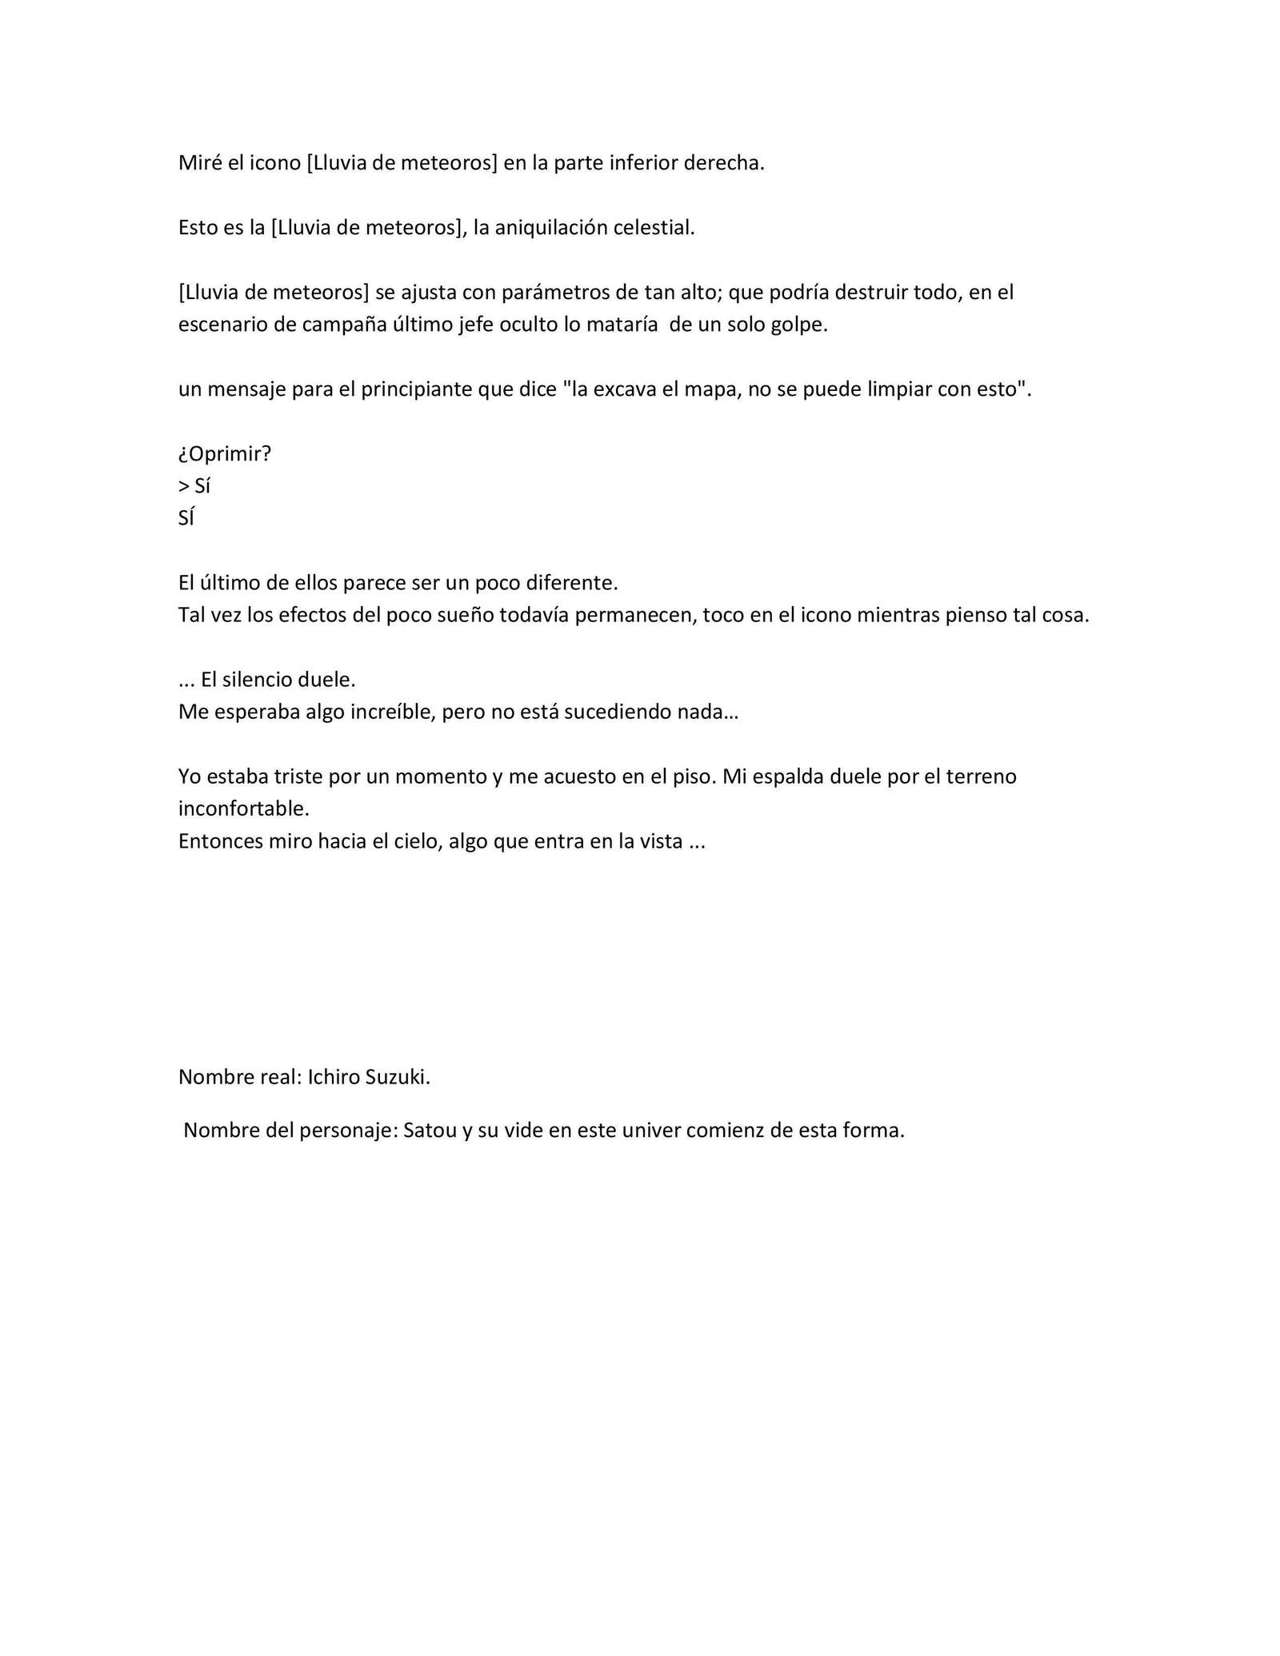 Miré el icono [Lluvia de meteoros] en la parte inferior derecha.
Esto es la [Lluvia de meteoros], la aniquilación celestial.
[Lluvia de meteoros] se ajusta con parámetros de tan alto; que podría destruir todo, en el
escenario de campaña último jefe oculto lo mataría  de un solo golpe.
un mensaje para el principiante que dice "la excava el mapa, no se puede limpiar con esto".
¿Oprimir?
> Sí
SÍ
El último de ellos parece ser un poco diferente.
Tal vez los efectos del poco sueño todavía permanecen, toco en el icono mientras pienso tal cosa.
... El silencio duele.
Me esperaba algo increíble, pero no está sucediendo nada…
Yo estaba triste por un momento y me acuesto en el piso. Mi espalda duele por el terreno
inconfortable.
Entonces miro hacia el cielo, algo que entra en la vista ...
Nombre real: Ichiro Suzuki.
Nombre del personaje: Satou y su vide en este univer comienz de esta forma.